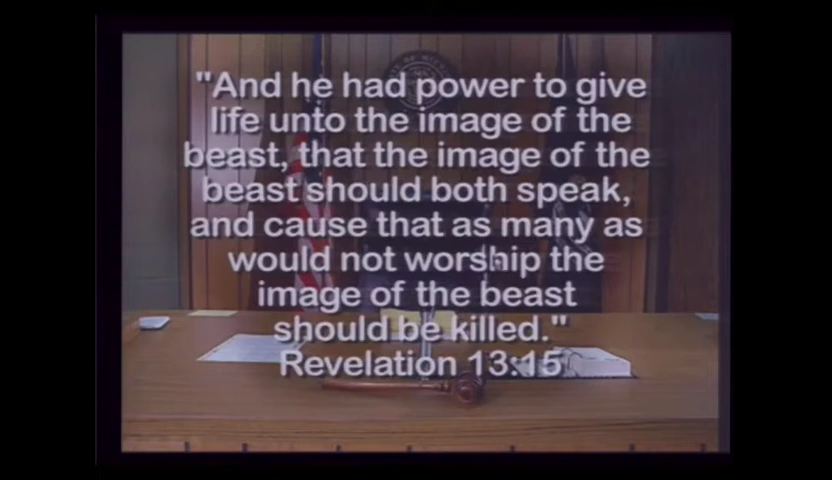 "And he had power to give
life unto the image of the
beast, that the image of the
beast should both speak,
and cause that as many as
would not worship the
image of the beast
should be killed."
Revelation 13:15